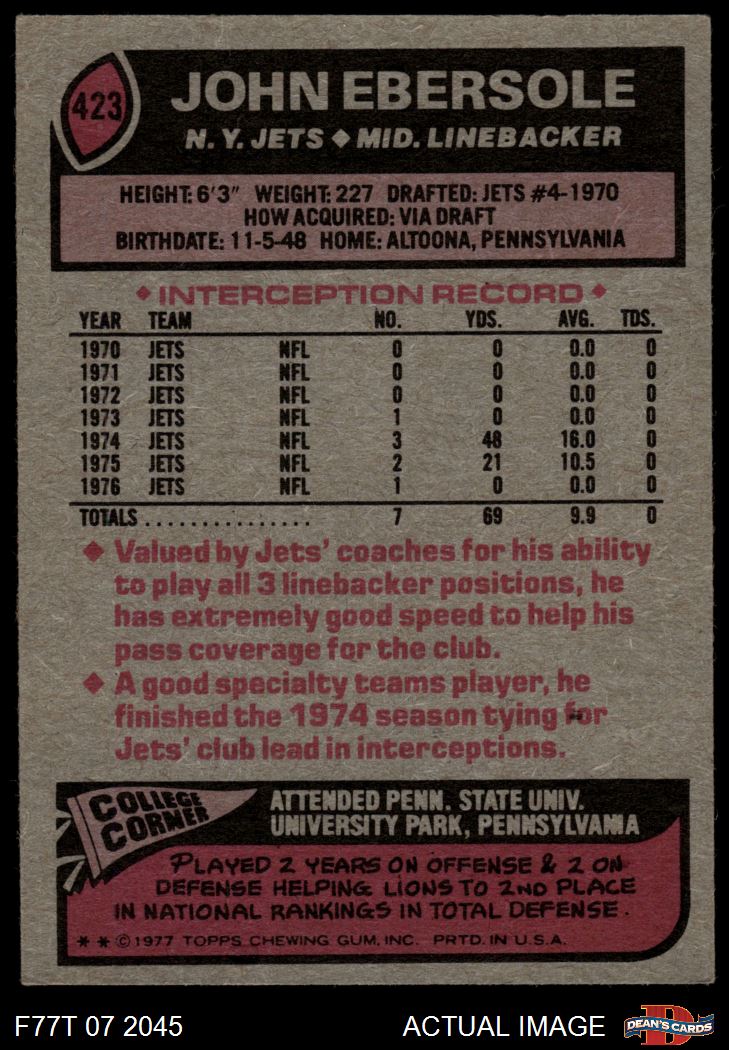 423
JOHN EBERSOLE
N.Y. JETS ◆ MID. LINEBACKER
HEIGHT: 6'3" WEIGHT: 227 DRAFTED: JETS #4-1970
HOW ACQUIRED: VIA DRAFT
BIRTHDATE: 11-5-48 HOME: ALTOONA, PENNSYLVANIA
◆ INTERCEPTION RECORD ◆
YEAR TEAM NO. YDS. AVG. TDS.
1970 JETS NFL 0 0 0.0 0
1971 JETS NFL 0 0 0.0 0
1972 JETS NFL 0 0 0.0 0
1973 JETS NFL 1 0 0.0 0
1974 JETS NFL 3 48 16.0 0
1975 JETS NFL 2 21 10.5 0
1976 JETS NFL 1 0 0.0 0
TOTALS................ 7 69 9.9 0
◆ Valued by Jets' coaches for his ability
to play all 3 linebacker positions, he
has extremely good speed to help his
pass coverage for the club.
◆ A good specialty teams player, he
finished the 1974 season tying for
Jets' club lead in interceptions.
COLLEGE
CORNER
ATTENDED PENN. STATE UNIV.
UNIVERSITY PARK, PENNSYLVANIA
PLAYED 2 YEARS ON OFFENSE & 2 ON
DEFENSE HELPING LIONS TO 2ND PLACE
IN NATIONAL RANKINGS IN TOTAL DEFENSE.
* * © 1977 TOPPS CHEWING GUM, INC. PRTD. IN U.S.A.
F77T 07 2045 ACTUAL IMAGE
D
DEAN'S CARDS